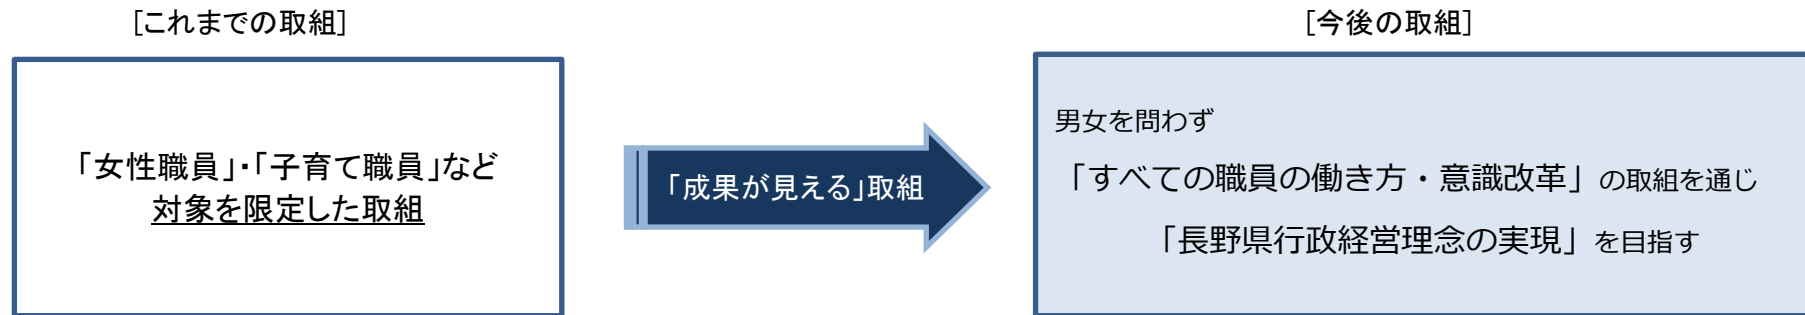 [これまでの取組]
「女性職員」・「子育て職員」など
対象を限定した取組
「成果が見える」取組
[今後の取組]
男女を問わず
「すべての職員の働き方・意識改革」の取組を通じ
「長野県行政経営理念の実現」を目指す